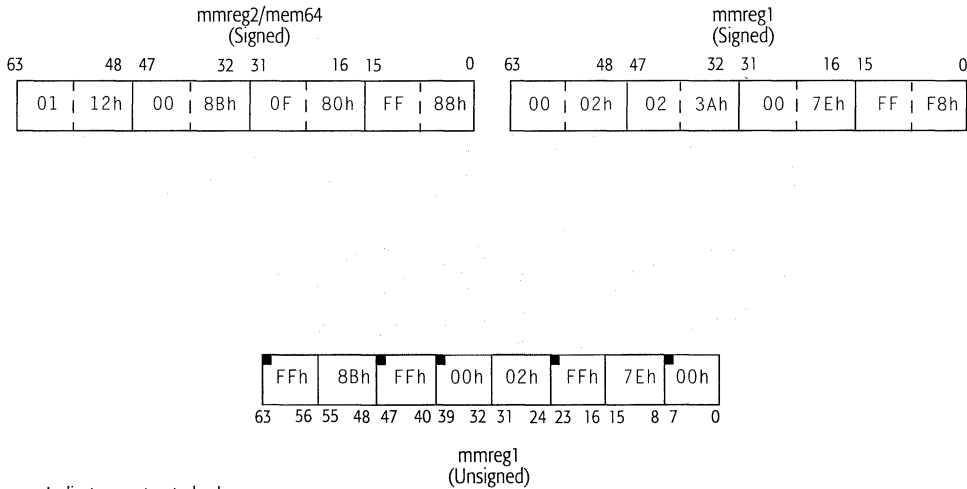 mmreg2/mem64
(Signed)
63 48 47 32 31 16 15 0
01 12h 00 8Bh 0F 80h FF 88h
mmreg1
(Signed)
63 48 47 32 31 16 15 0
00 02h 02 3Ah 00 7Eh FF F8h
FFh 8Bh FFh 00h 02h FFh 7Eh 00h
63 56 55 48 47 40 39 32 31 24 23 16 15 8 7 0
mmreg1
(Unsigned)